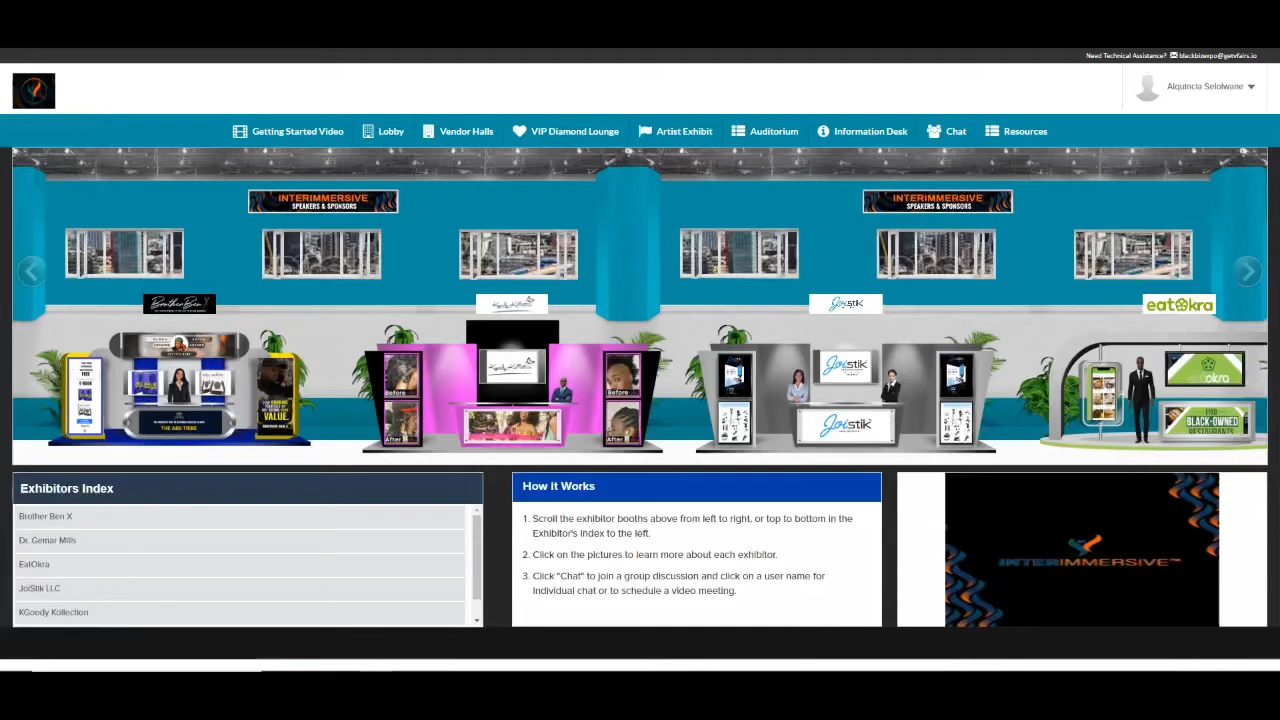 Need Technical Assistance? blackbizexpo@getvfairs.io
Alquincia Selolwane
Getting Started Video
Lobby
Vendor Halls
VIP Diamond Lounge
Artist Exhibit
Auditorium
Information Desk
Chat
Resources
INTERIMMERSIVE
SPEAKERS & SPONSORS
INTERIMMERSIVE
SPEAKERS & SPONSORS
BrotherBen X
JoiStik
eatOkra
Before
After
Before
After
JoiStik
JoiStik
VALUE.
THE ABS TRIBE
eatokra
FIND
BLACK-OWNED
RESTAURANTS
Exhibitors Index
Brother Ben X
Dr. Gemar Mills
EatOkra
JoiStik LLC
KGoody Kollection
How it Works
1. Scroll the exhibitor booths above from left to right, or top to bottom in the
Exhibitor's Index to the left.
2. Click on the pictures to learn more about each exhibitor.
3. Click "Chat" to join a group discussion and click on a user name for
individual chat or to schedule a video meeting.
INTERIMMERSIVE